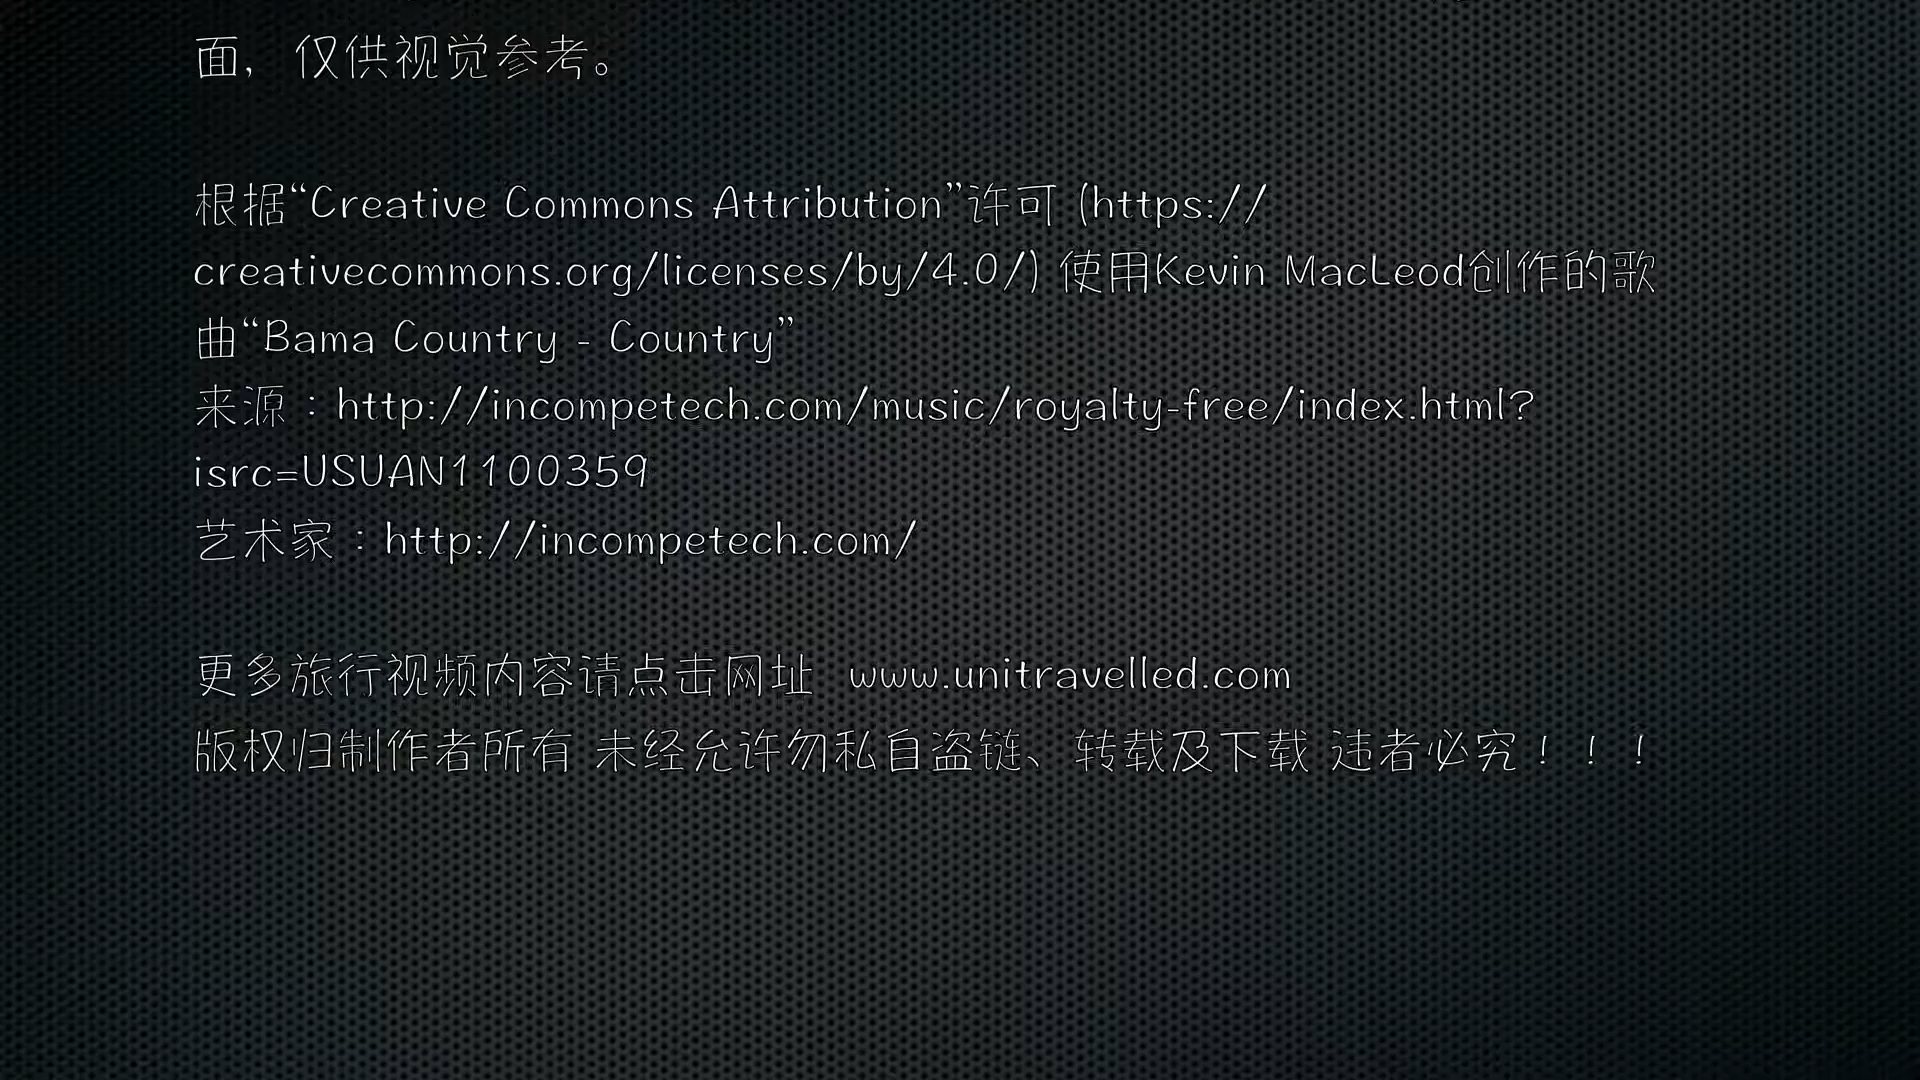 面，仅供视觉参考。
根据“Creative Commons Attribution”许可 (https://
creativecommons.org/licenses/by/4.0/) 使用Kevin MacLeod创作的歌
曲“Bama Country - Country”
来源：http://incompetech.com/music/royalty-free/index.html?
isrc=USUAN1100359
艺术家：http://incompetech.com/
更多旅行视频内容请点击网址 www.unitravelled.com
版权归制作者所有 未经允许勿私自盗链、转载及下载 违者必究！！！